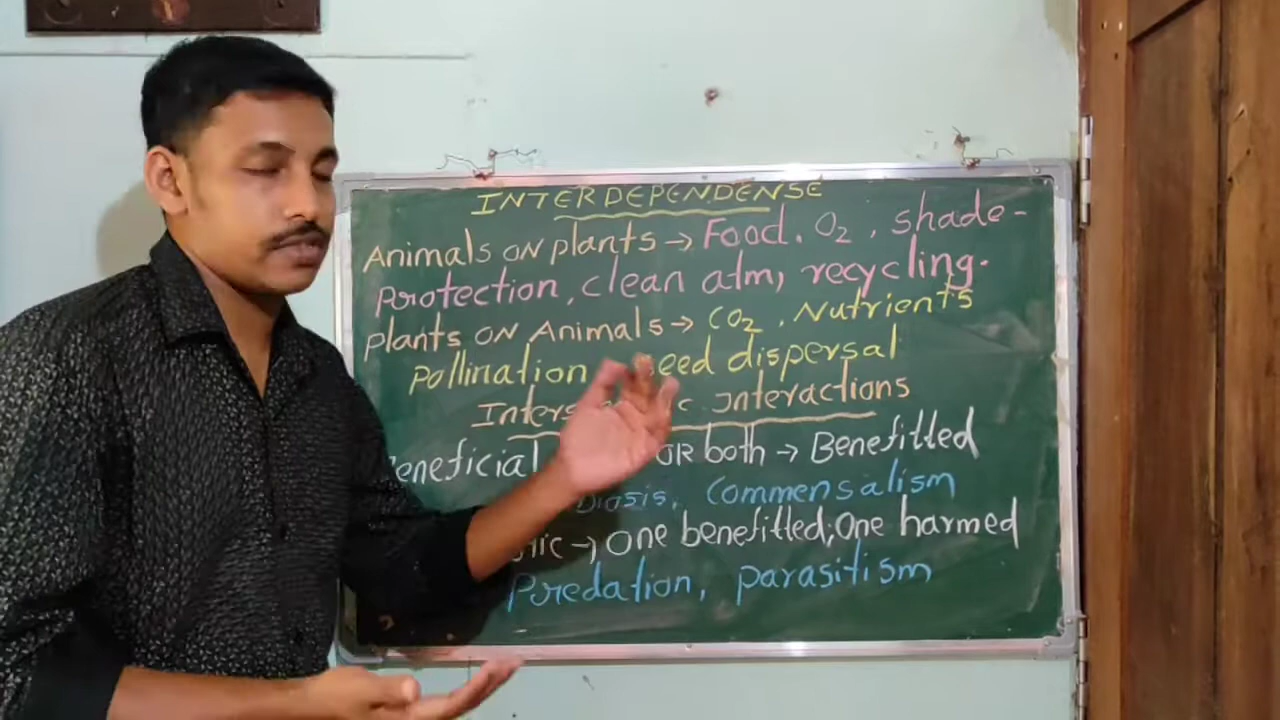 INTERDEPENDENSE
Animals on plants → Food. O2, shade-
Protection, clean atm, recycling.
plants on Animals → CO2, Nutrients
Pollination dispersal
Interactions
OR both → Benefitted
Commensalism
→ One benefitted; One harmed
Predation, parasitism